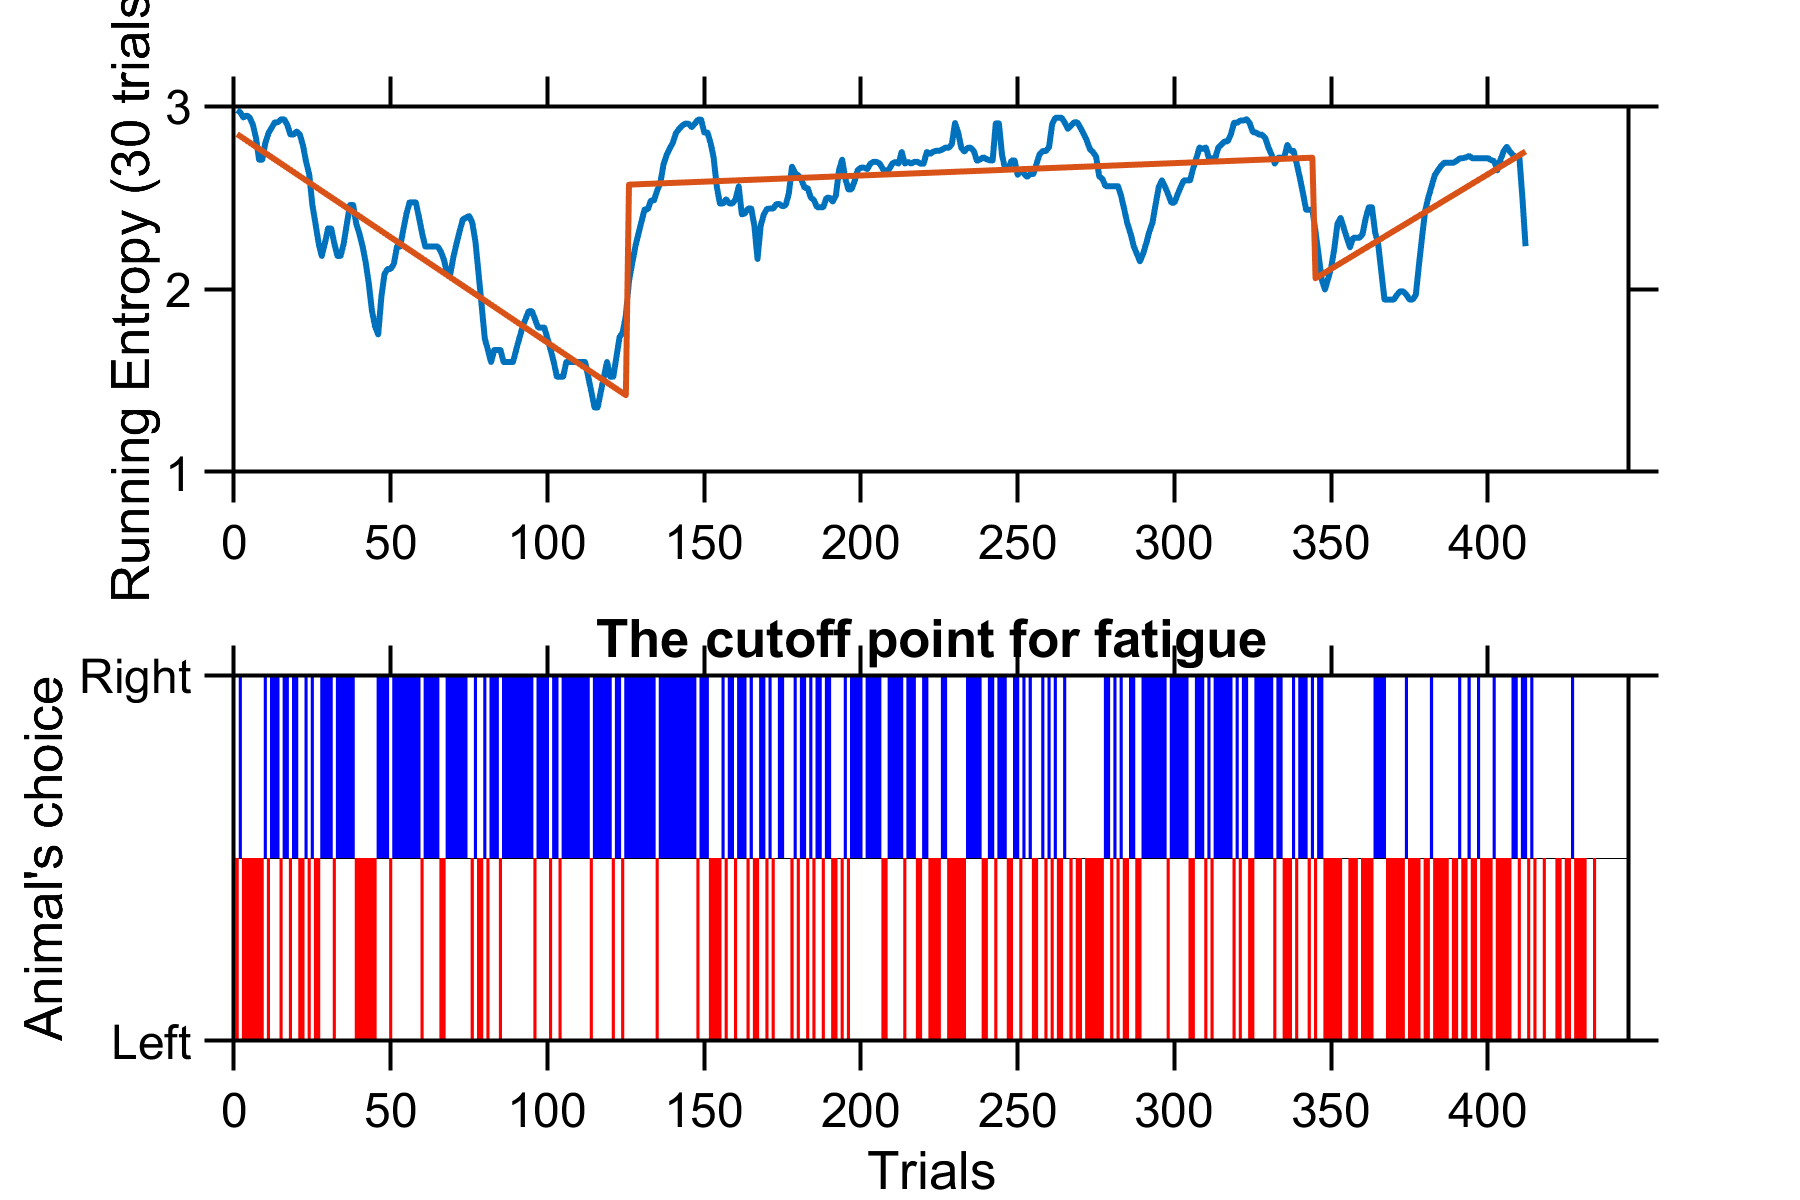 Running Entropy (30 trials
3
2
1
0 50 100 150 200 250 300 350 400
The cutoff point for fatigue
Animal's choice
Right
Left
0 50 100 150 200 250 300 350 400
Trials